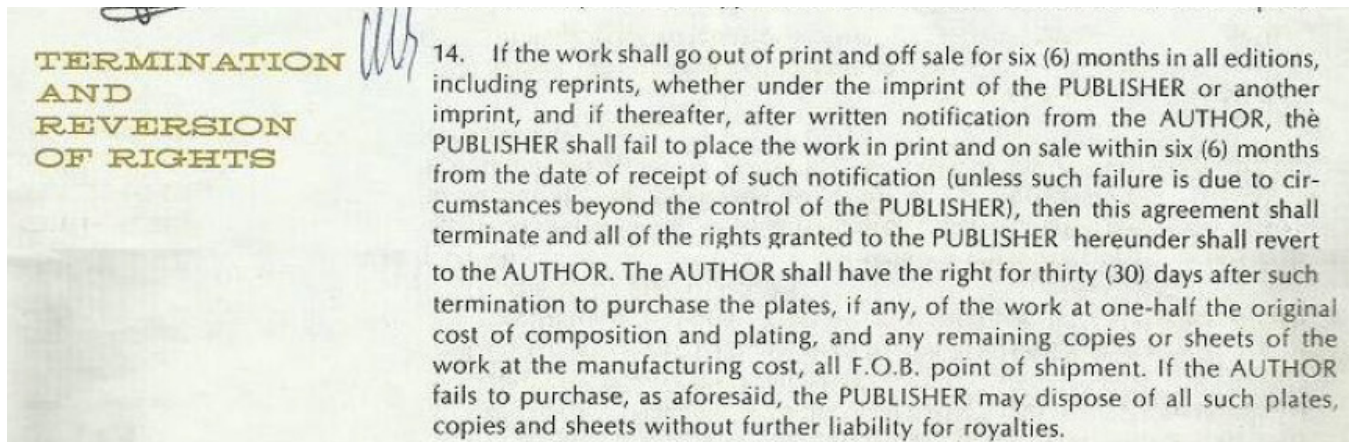 TERMINATION
AND
REVERSION
OF RIGHTS
14. If the work shall go out of print and off sale for six (6) months in all editions,
including reprints, whether under the imprint of the PUBLISHER or another
imprint, and if thereafter, after written notification from the AUTHOR, the
PUBLISHER shall fail to place the work in print and on sale within six (6) months
from the date of receipt of such notification (unless such failure is due to cir-
cumstances beyond the control of the PUBLISHER), then this agreement shall
terminate and all of the rights granted to the PUBLISHER hereunder shall revert
to the AUTHOR. The AUTHOR shall have the right for thirty (30) days after such
termination to purchase the plates, if any, of the work at one-half the original
cost of composition and plating, and any remaining copies or sheets of the
work at the manufacturing cost, all F.O.B. point of shipment. If the AUTHOR
fails to purchase, as aforesaid, the PUBLISHER may dispose of all such plates,
copies and sheets without further liability for royalties.